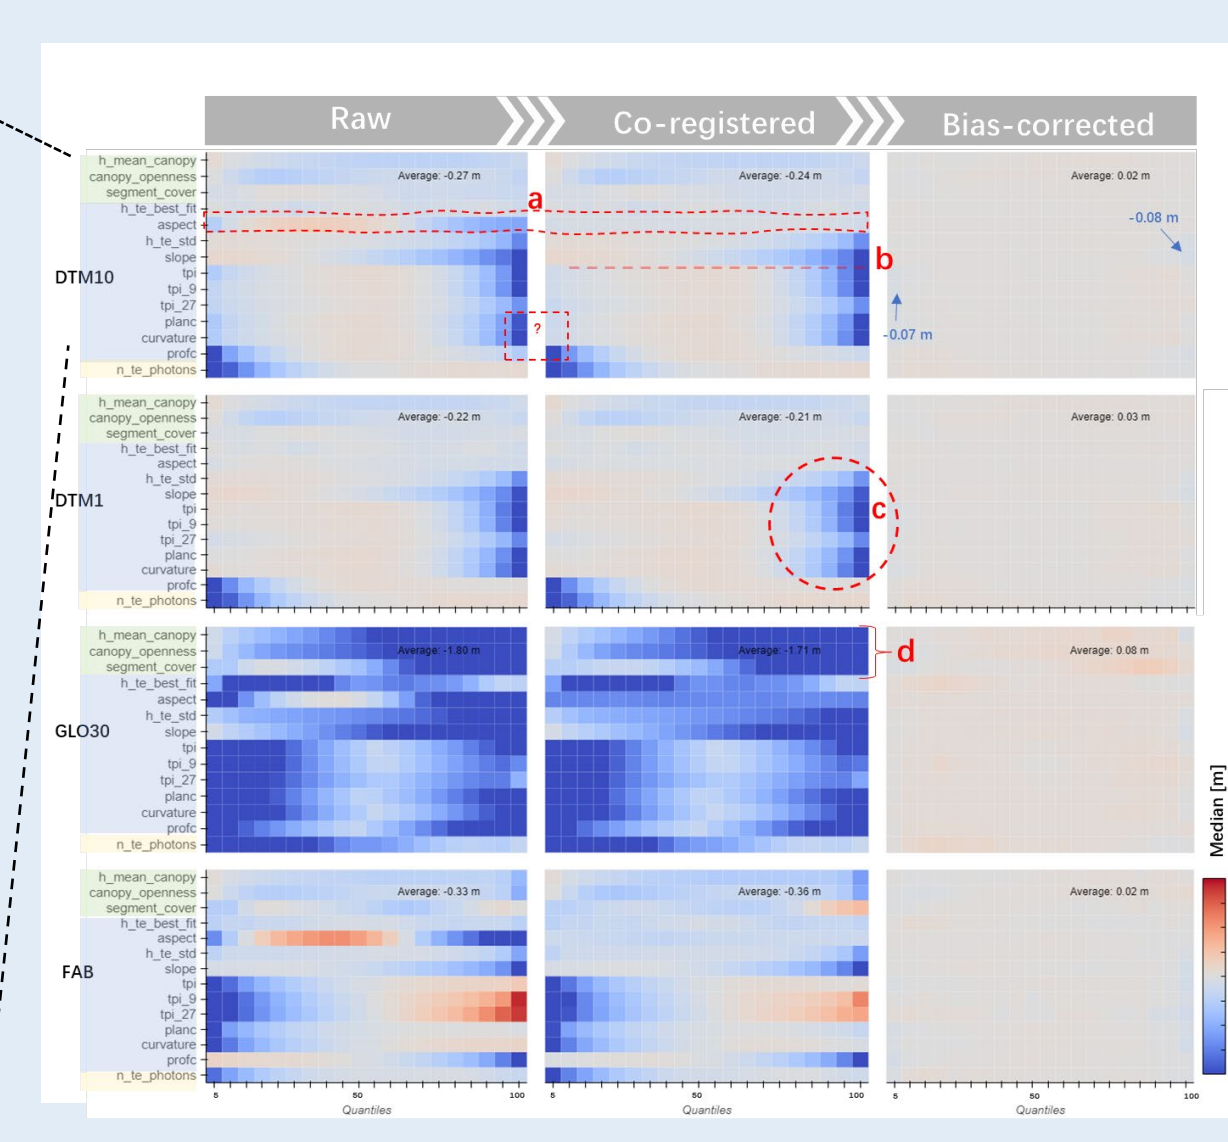 Raw
Co-registered
Bias-corrected
DTM10
h_mean_canopy
canopy_openness
segment_cover
h_te_best_fit
aspect
h_te_std
slope
tpi
tpi_9
tpi_27
planc
curvature
profc
n_te_photons
Average: -0.27 m
Average: -0.24 m
Average: 0.02 m
a
b
?
-0.08 m
-0.07 m
DTM1
h_mean_canopy
canopy_openness
segment_cover
h_te_best_fit
aspect
h_te_std
slope
tpi
tpi_9
tpi_27
planc
curvature
profc
n_te_photons
Average: -0.22 m
Average: -0.21 m
Average: 0.03 m
c
GLO30
h_mean_canopy
canopy_openness
segment_cover
h_te_best_fit
aspect
h_te_std
slope
tpi
tpi_9
tpi_27
planc
curvature
profc
n_te_photons
Average: -1.80 m
Average: -1.71 m
Average: 0.08 m
d
Median [m]
FAB
h_mean_canopy
canopy_openness
segment_cover
h_te_best_fit
aspect
h_te_std
slope
tpi
tpi_9
tpi_27
planc
curvature
profc
n_te_photons
Average: -0.33 m
Average: -0.36 m
Average: 0.02 m
5 50 100
5 50 100
5 50 100
Quantiles
Quantiles
Quantiles